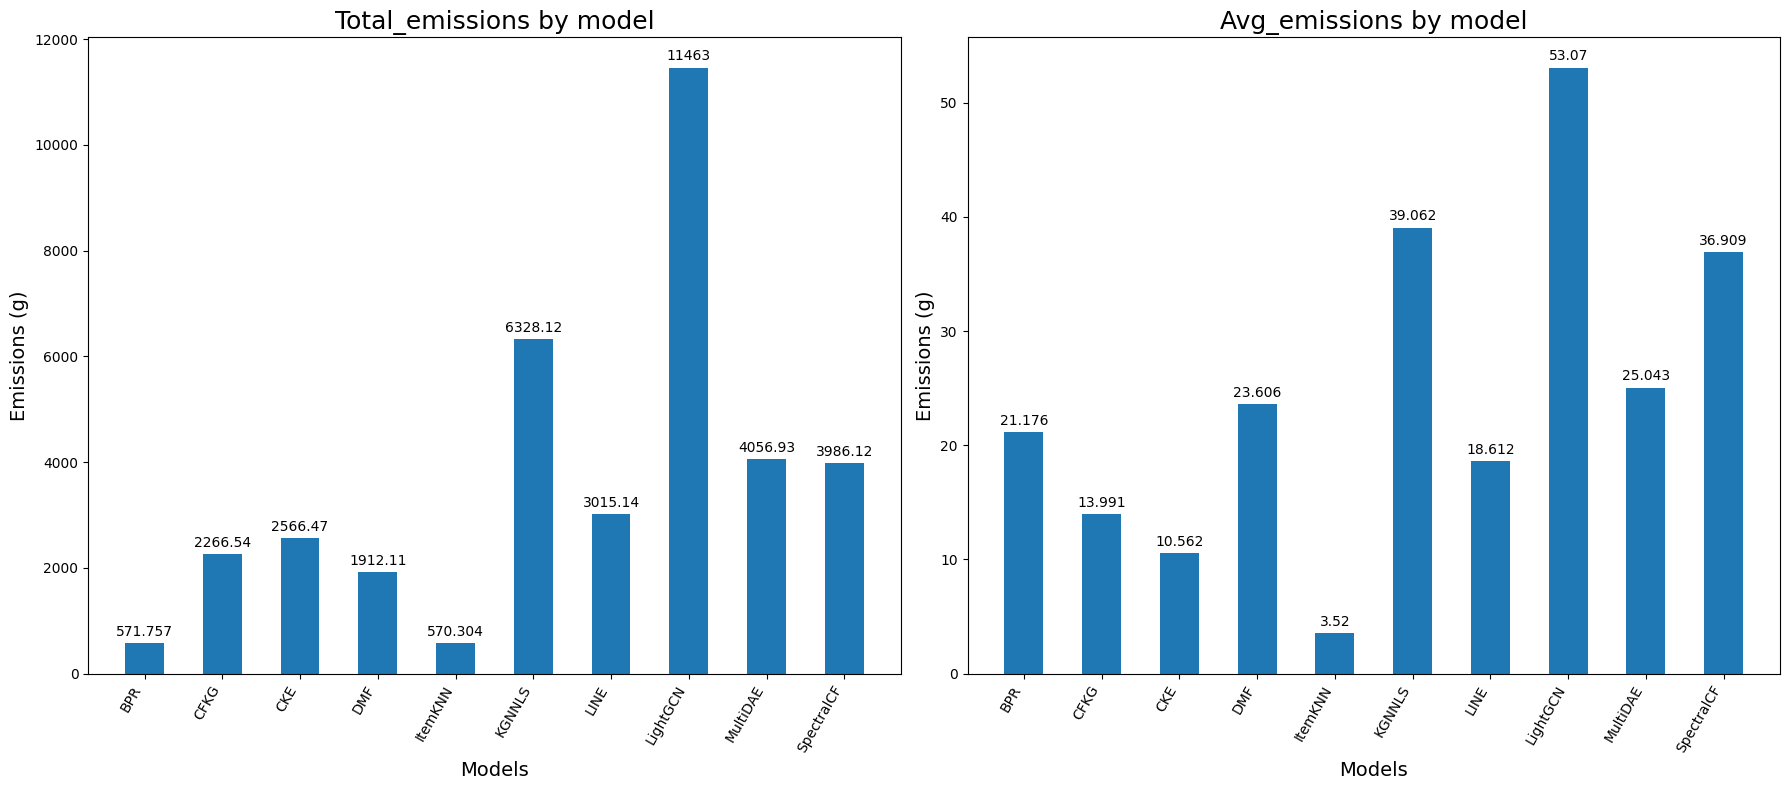 Total_emissions by model
Emissions (g)
12000
10000
8000
6000
4000
2000
0
571.757
2266.54
2566.47
1912.11
570.304
6328.12
3015.14
11463
4056.93
3986.12
BPR
CFKG
CKE
DMF
ItemKNN
KGNNLS
LINE
LightGCN
MultiDAE
SpectralCF
Models
Avg_emissions by model
Emissions (g)
50
40
30
20
10
0
21.176
13.991
10.562
23.606
3.52
39.062
18.612
53.07
25.043
36.909
BPR
CFKG
CKE
DMF
ItemKNN
KGNNLS
LINE
LightGCN
MultiDAE
SpectralCF
Models